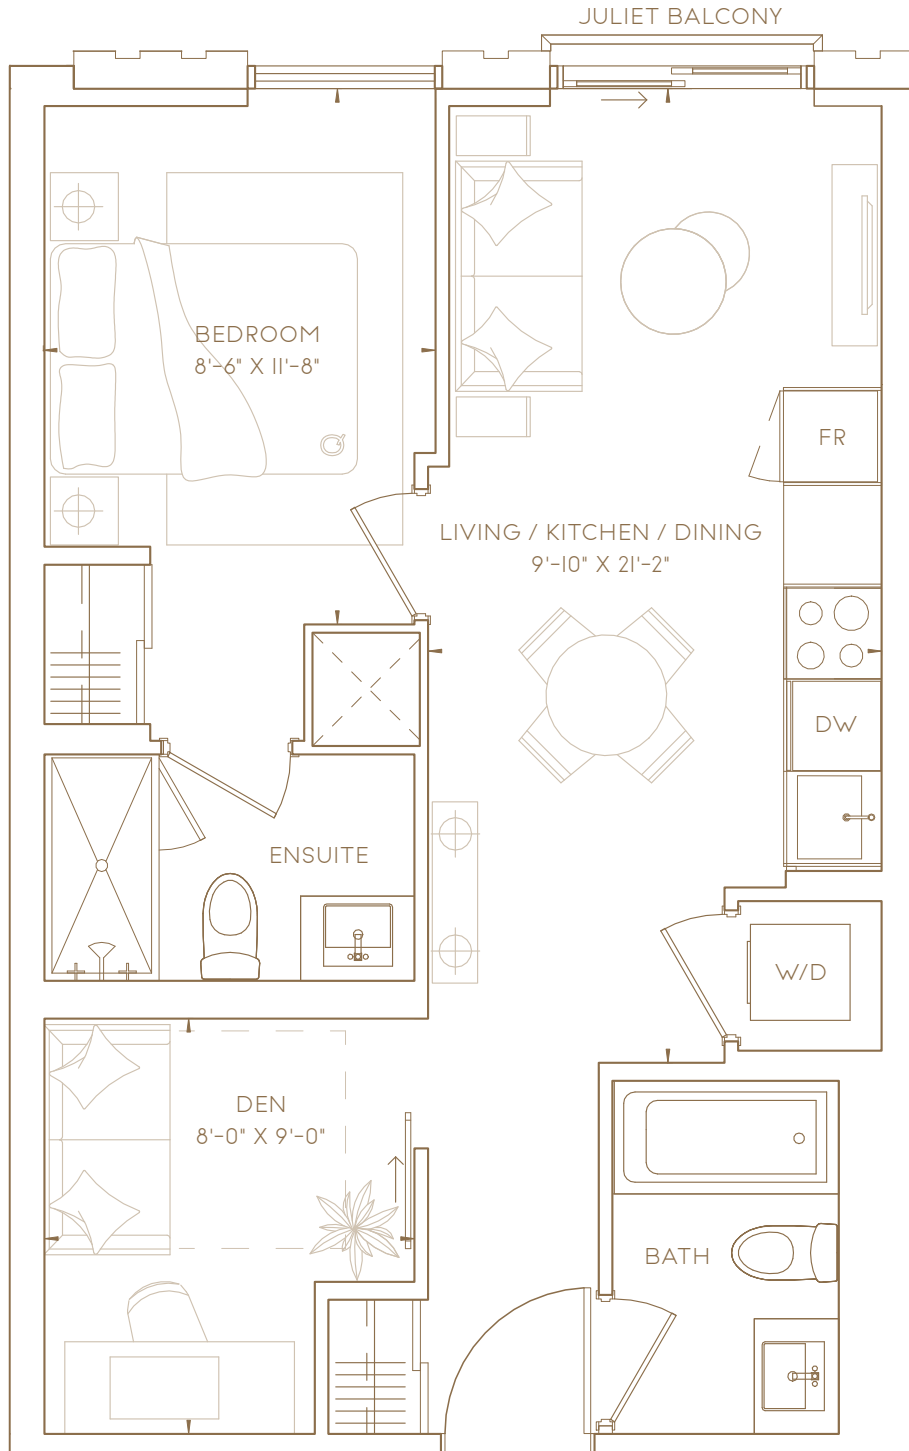 JULIET BALCONY
BEDROOM
8'-6" X 11'-8"
FR
LIVING / KITCHEN / DINING
9'-10" X 21'-2"
DW
ENSUITE
W/D
DEN
8'-0" X 9'-0"
BATH